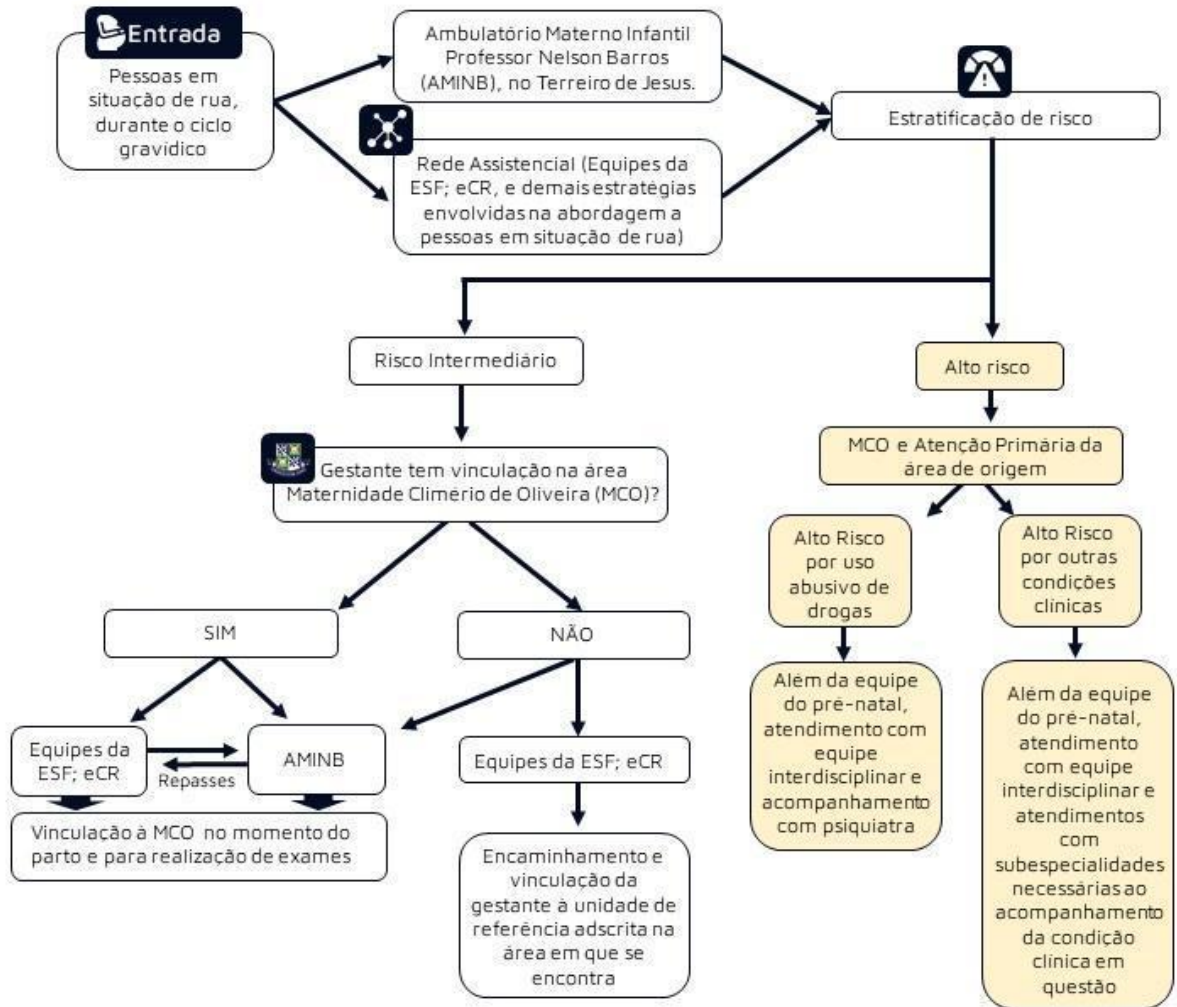 Entrada
Pessoas em
situação de rua,
durante o ciclo
gravídico
Ambulatório Materno Infantil
Professor Nelson Barros
(AMINB), no Terreiro de Jesus.
Rede Assistencial (Equipes da
ESF; eCR, e demais estratégias
envolvidas na abordagem a
pessoas em situação de rua)
Estratificação de risco
Risco Intermediário
Alto risco
Gestante tem vinculação na área
Maternidade Climério de Oliveira (MCO)?
MCO e Atenção Primária da
área de origem
Alto Risco
por uso
abusivo de
drogas
Alto Risco
por outras
condições
clínicas
SIM
NÃO
Equipes da
ESF; eCR
Repasses
AMINB
Equipes da ESF; eCR
Vinculação à MCO no momento do
parto e para realização de exames
Encaminhamento e
vinculação da
gestante à unidade de
referência adscrita na
área em que se
encontra
Além da equipe
do pré-natal,
atendimento com
equipe
interdisciplinar e
acompanhamento
com psiquiatra
Além da equipe
do pré-natal,
atendimento
com equipe
interdisciplinar e
atendimentos
com
subespecialidades
necessárias ao
acompanhamento
da condição
clínica em
questão